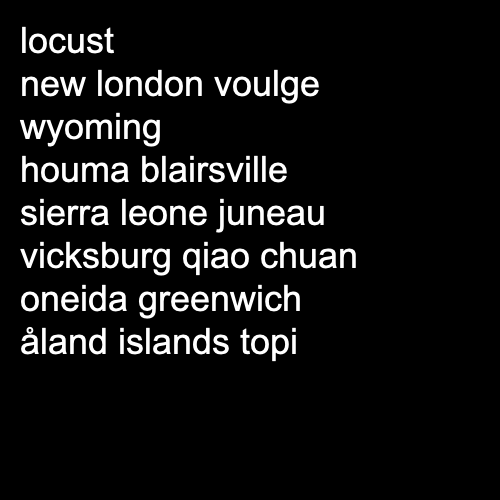 locust
new london voulge
wyoming
houma blairsville
sierra leone juneau
vicksburg qiao chuan
oneida greenwich
åland islands topi